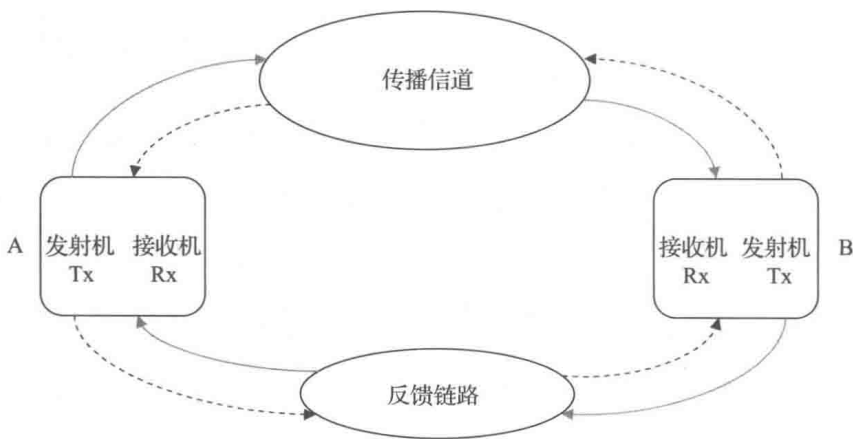 传播信道
A
发射机 接收机
Tx Rx
接收机 发射机
Rx Tx
B
反馈链路